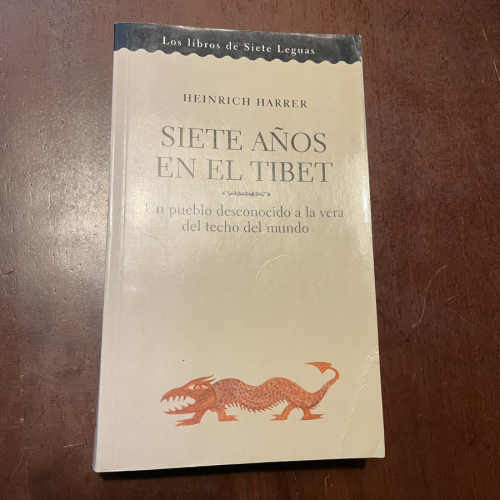 Los libros de Siete Leguas
HEINRICH HARRER
SIETE AÑOS
EN EL TIBET
Un pueblo desconocido a la vera
del techo del mundo